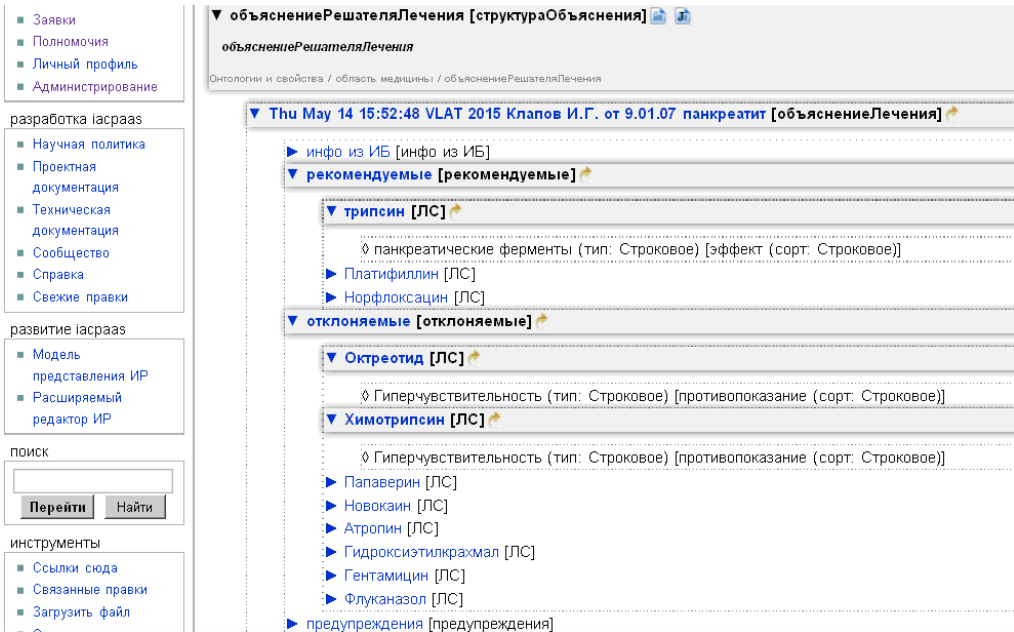 Заявки
Полномочия
Личный профиль
Администрирование
разработка iacpaas
Научная политика
Проектная
документация
Техническая
документация
Сообщество
Справка
Свежие правки
развитие iacpaas
Модель
представления ИР
Расширяемый
редактор ИР
поиск
Перейти Найти
инструменты
Ссылки сюда
Связанные правки
Загрузить файл
▼ объяснениеРешателяЛечения [структураОбъяснения]
объяснениеРешателяЛечения
Онтологии и свойства / область медицины / объяснениеРешателяЛечения
▼ Thu May 14 15:52:48 VLAT 2015 Клапов И.Г. от 9.01.07 панкреатит [объяснениеЛечения]
► инфо из ИБ [инфо из ИБ]
▼ рекомендуемые [рекомендуемые]
▼ трипсин [ЛС]
◊ панкреатические ферменты (тип: Строковое) [эффект (сорт: Строковое)]
► Платифиллин [ЛС]
► Норфлоксацин [ЛС]
▼ отклоняемые [отклоняемые]
▼ Октреотид [ЛС]
◊ Гиперчувствительность (тип: Строковое) [противопоказание (сорт: Строковое)]
▼ Химотрипсин [ЛС]
◊ Гиперчувствительность (тип: Строковое) [противопоказание (сорт: Строковое)]
► Папаверин [ЛС]
► Новокаин [ЛС]
► Атропин [ЛС]
► Гидроксиэтилкрахмал [ЛС]
► Гентамицин [ЛС]
► Флуканазол [ЛС]
► предупреждения [предупреждения]